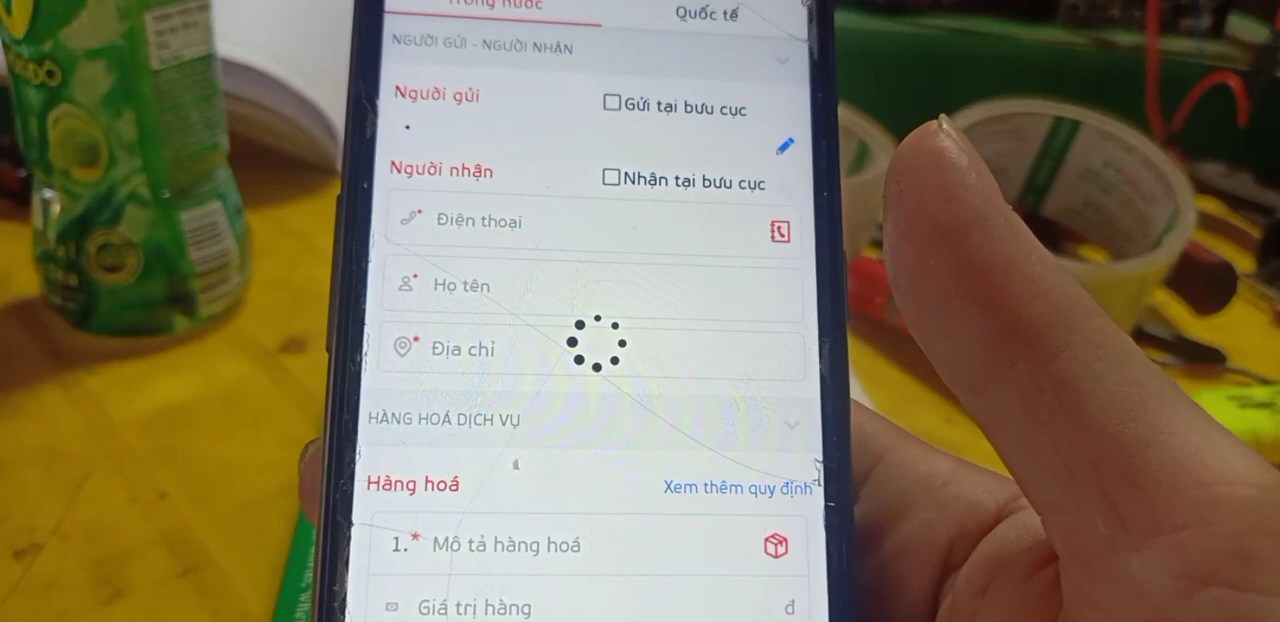 Trong nước
Quốc tế
NGƯỜI GỬI - NGƯỜI NHẬN
Người gửi
Gửi tại bưu cục
Người nhận
Nhận tại bưu cục
* Điện thoại
* Họ tên
* Địa chỉ
HÀNG HOÁ DỊCH VỤ
Hàng hoá
Xem thêm quy định
1.* Mô tả hàng hoá
Giá trị hàng
đ